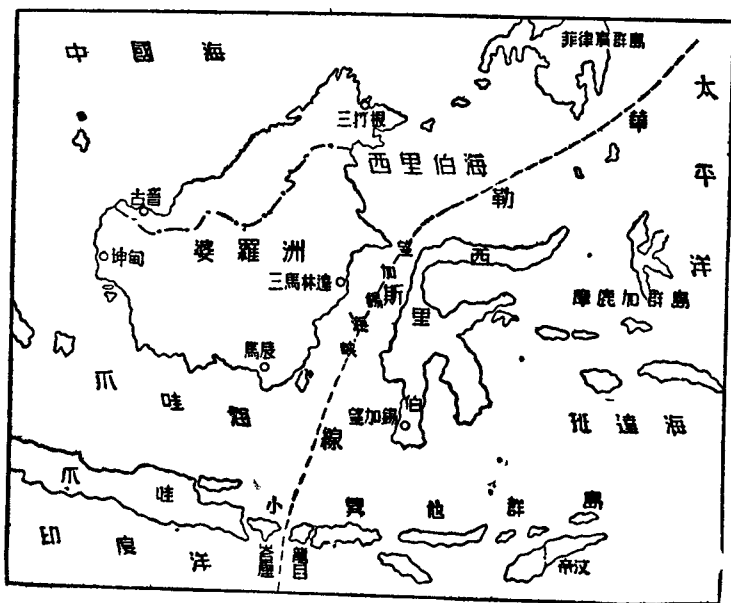 中國海
菲律賓群島
太平洋
三打根
西里伯海
華勒斯線
古晉
坤甸
婆羅洲
三馬林達
望加錫海峽
西里伯
摩鹿加群島
馬辰
爪哇海
望加錫
班達海
爪哇
小巽他群島
印度洋
峇厘
龍目
帝汶